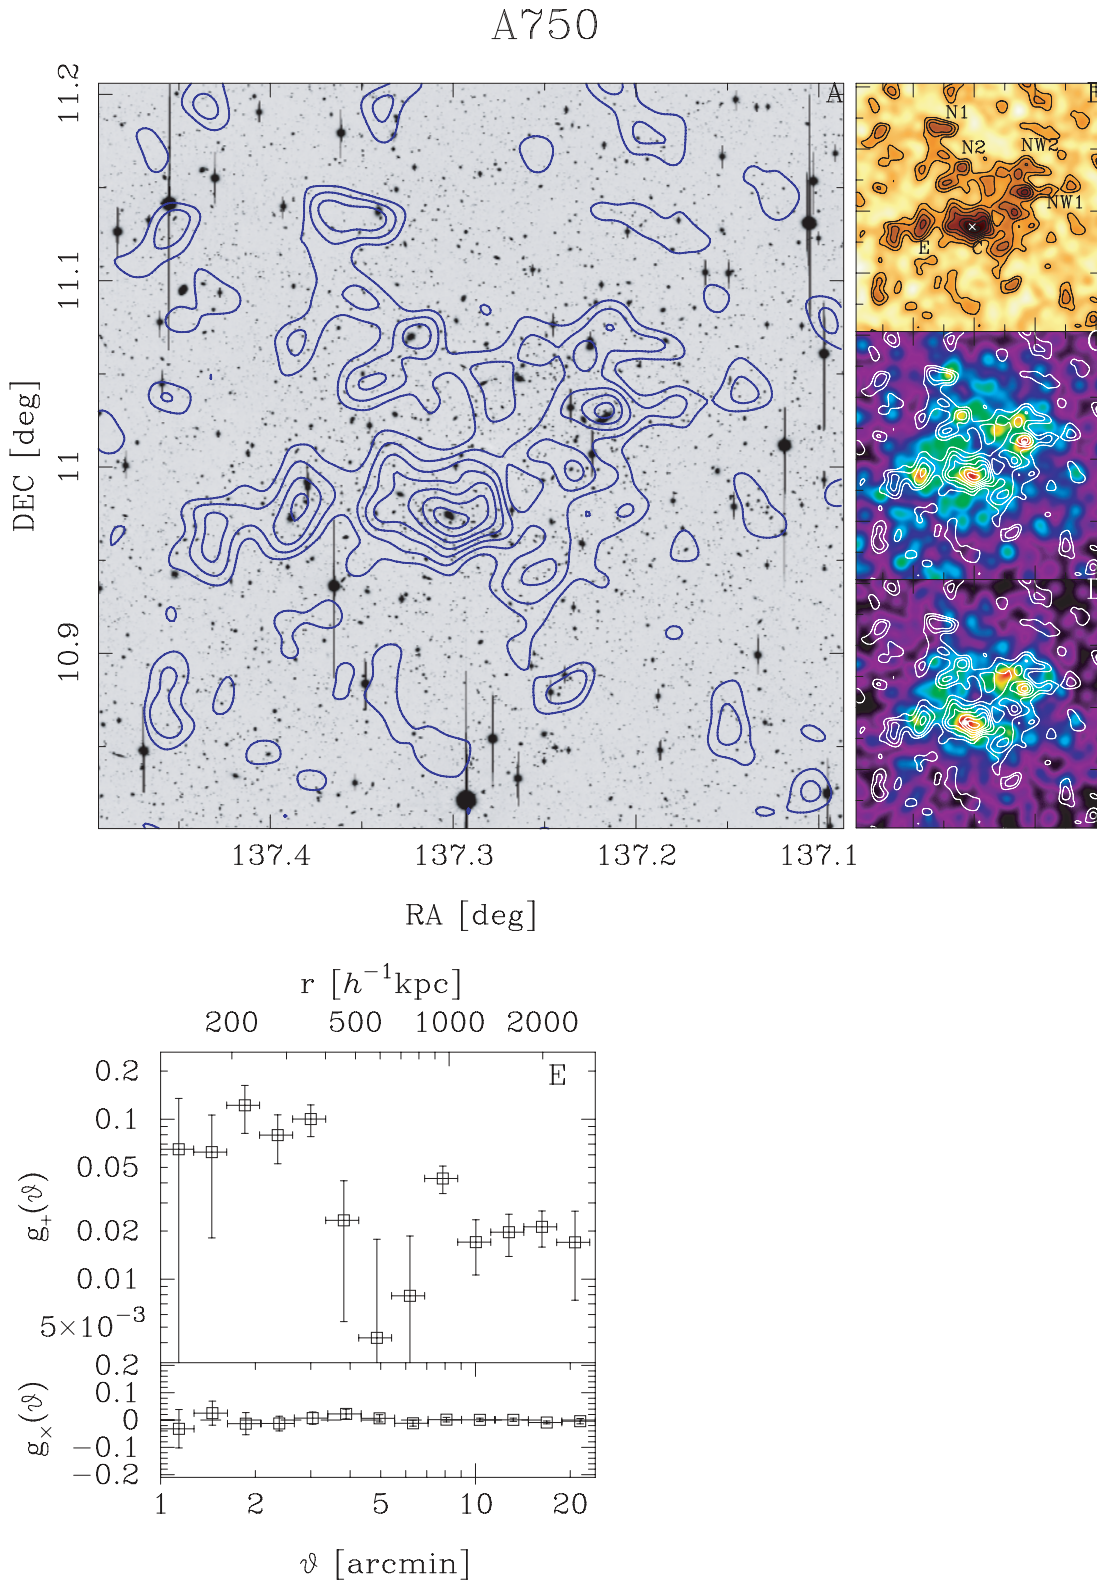 A750
A
11.2
11.1
11
10.9
DEC [deg]
137.4 137.3 137.2 137.1
RA [deg]
N1
N2
NW2
NW1
E
C
r [h⁻¹kpc]
200 500 1000 2000
E
0.2
0.1
0.05
0.02
0.01
5×10⁻³
g₊(ϑ)
0.2
0.1
0
−0.1
−0.2
g×(ϑ)
1 2 5 10 20
ϑ [arcmin]